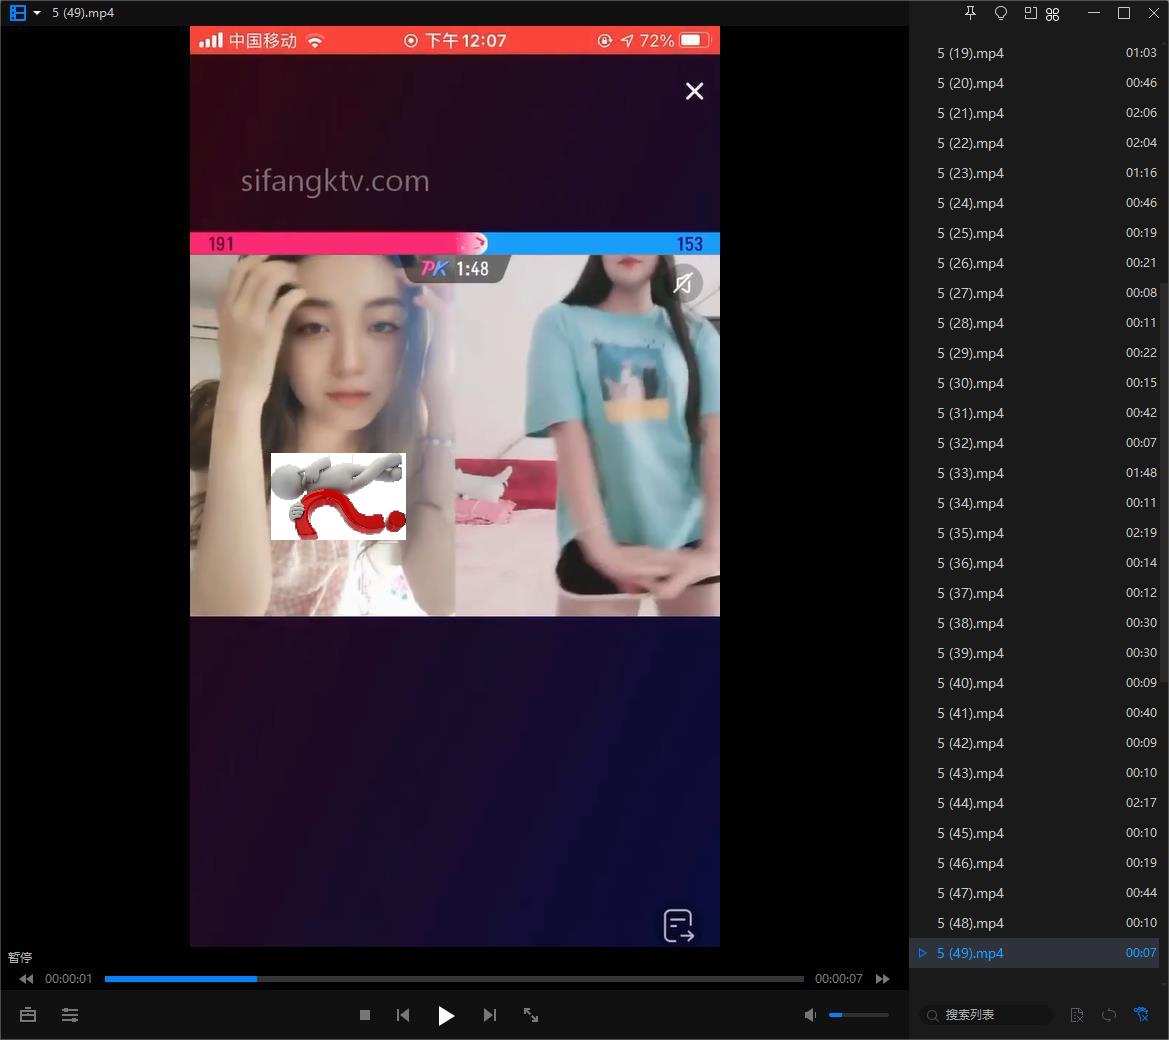 5 (49).mp4
中国移动
下午12:07
72%
sifangktv.com
191
153
PK 1:48
5 (19).mp4 01:03
5 (20).mp4 00:46
5 (21).mp4 02:06
5 (22).mp4 02:04
5 (23).mp4 01:16
5 (24).mp4 00:46
5 (25).mp4 00:19
5 (26).mp4 00:21
5 (27).mp4 00:08
5 (28).mp4 00:11
5 (29).mp4 00:22
5 (30).mp4 00:15
5 (31).mp4 00:42
5 (32).mp4 00:07
5 (33).mp4 01:48
5 (34).mp4 00:11
5 (35).mp4 02:19
5 (36).mp4 00:14
5 (37).mp4 00:12
5 (38).mp4 00:30
5 (39).mp4 00:30
5 (40).mp4 00:09
5 (41).mp4 00:40
5 (42).mp4 00:09
5 (43).mp4 00:10
5 (44).mp4 02:17
5 (45).mp4 00:10
5 (46).mp4 00:19
5 (47).mp4 00:44
5 (48).mp4 00:10
5 (49).mp4 00:07
暂停
00:00:01
00:00:07
搜索列表